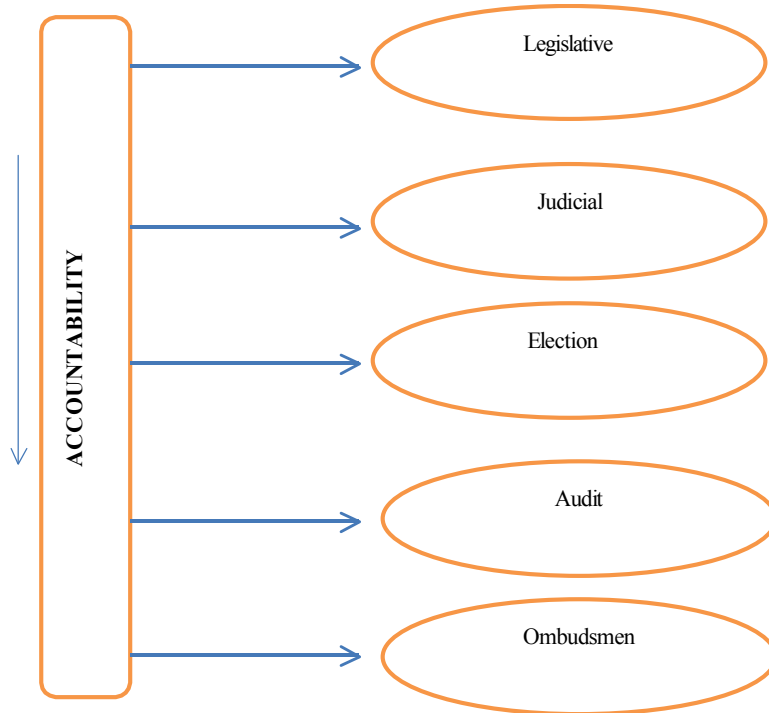 Legislative
Judicial
ACCOUNTABILITY
Election
Audit
Ombudsmen